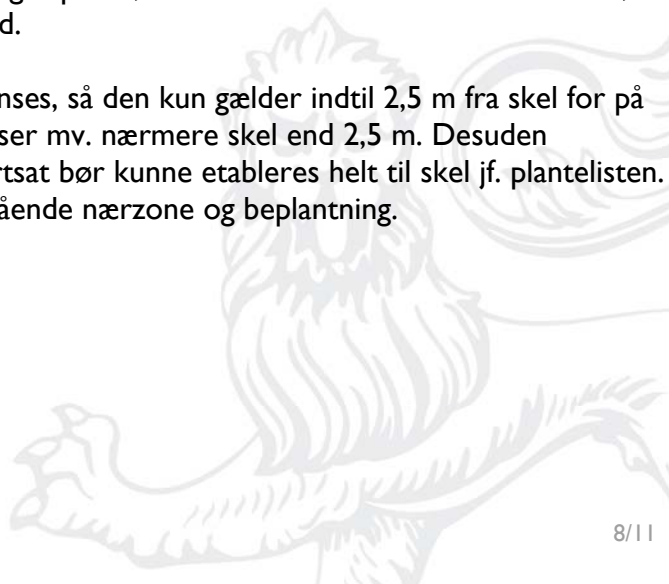 d.
nses, så den kun gælder indtil 2,5 m fra skel for på
ser mv. nærmere skel end 2,5 m. Desuden
rtsat bør kunne etableres helt til skel jf. plantelisten.
ående nærzone og beplantning.
8/11